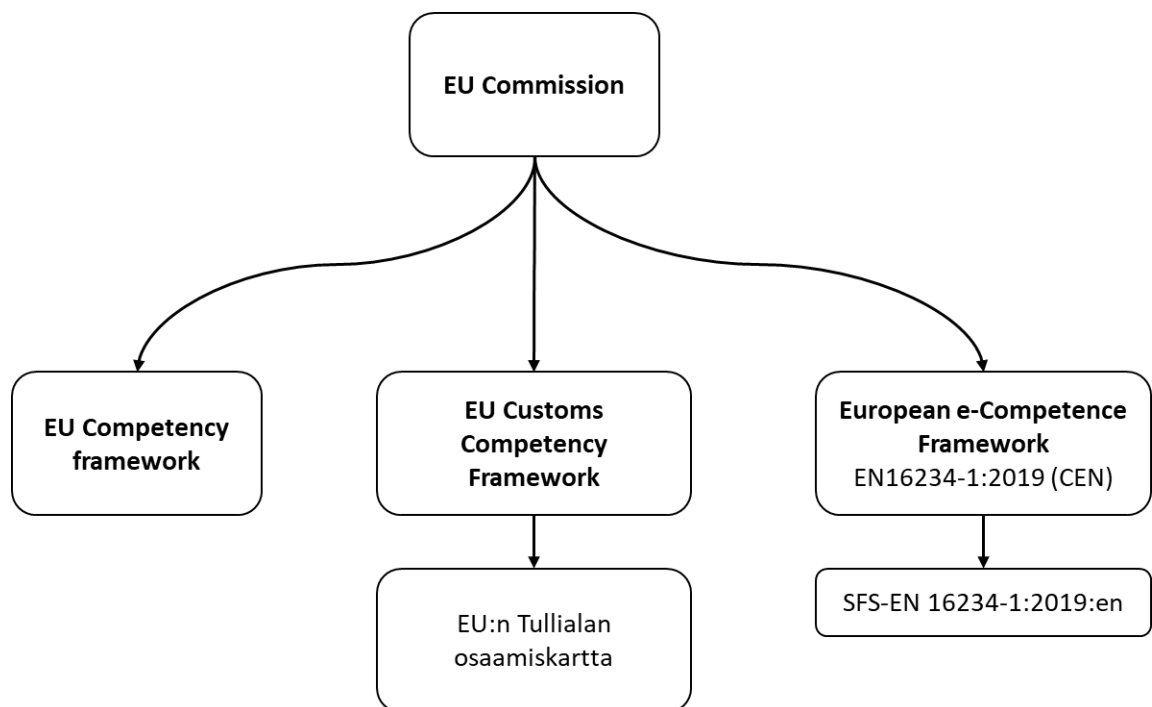 EU Commission
EU Competency
framework
EU Customs
Competency
Framework
European e-Competence
Framework
EN16234-1:2019 (CEN)
EU:n Tullialan
osaamiskartta
SFS-EN 16234-1:2019:en